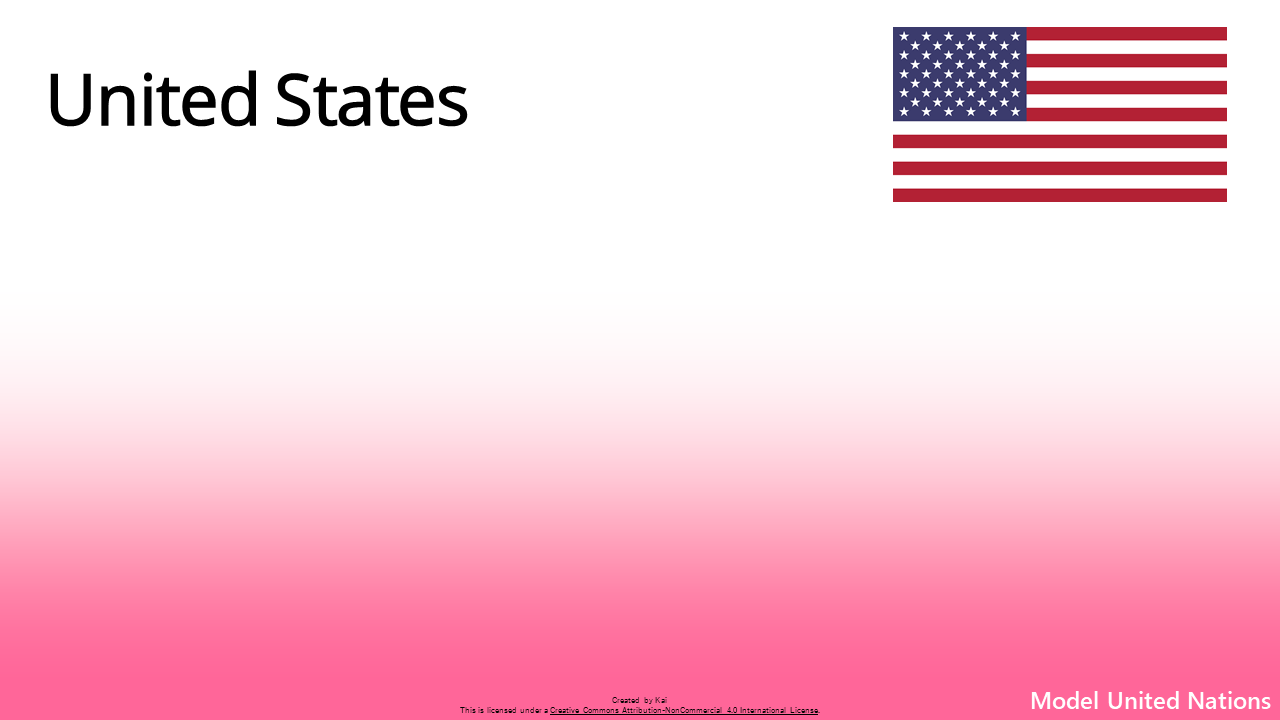 United States
Created by Kai
This is licensed under a Creative Commons Attribution-NonCommercial 4.0 International License.
Model United Nations